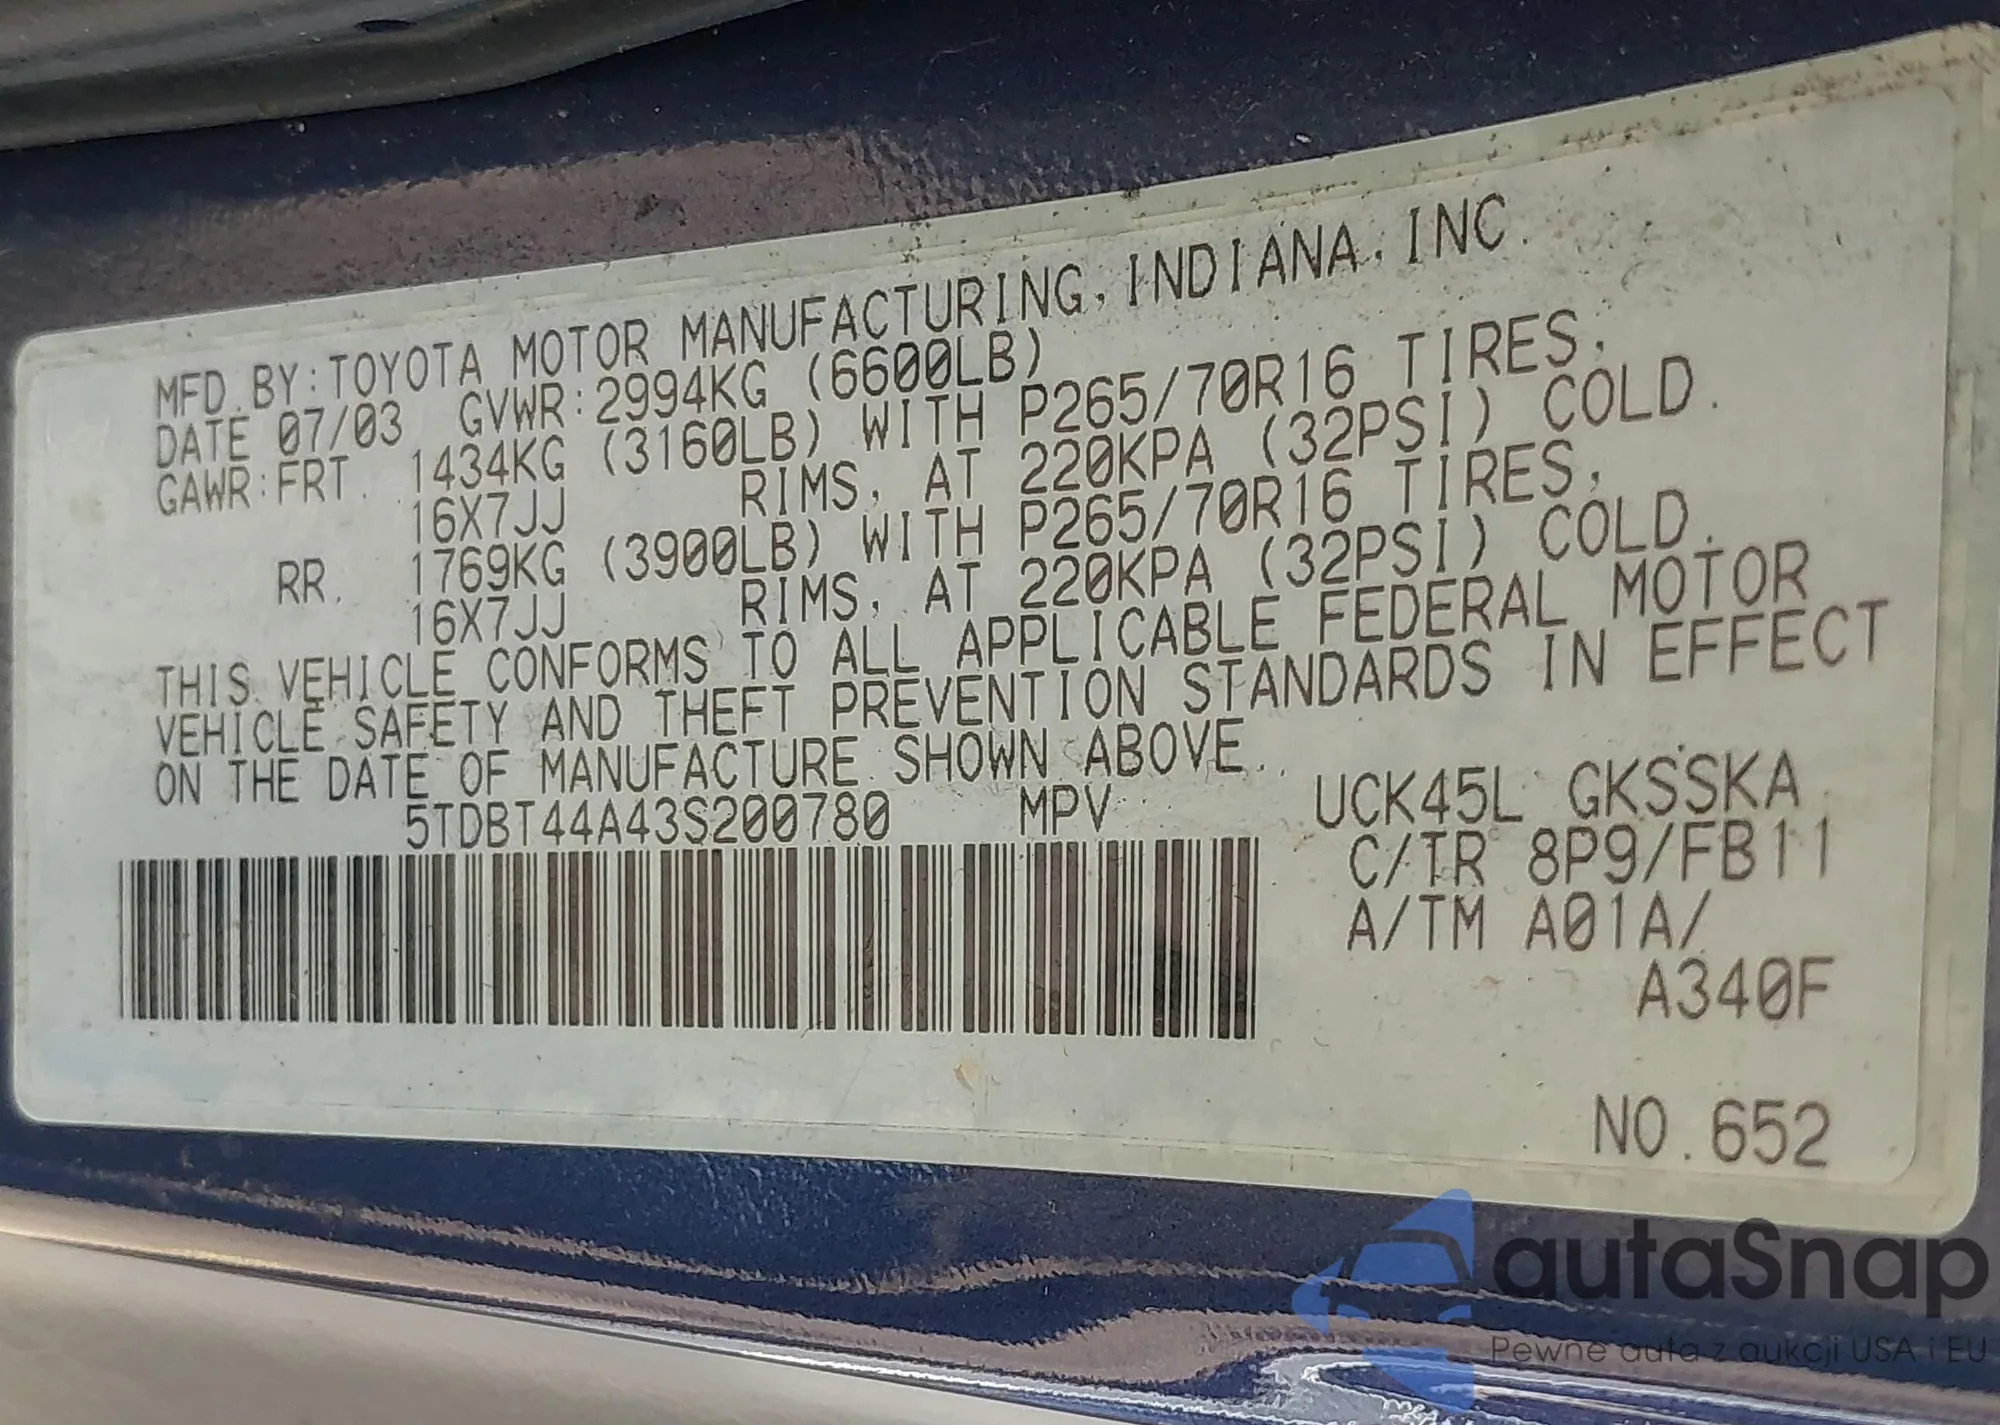 MFD. BY: TOYOTA MOTOR MANUFACTURING, INDIANA, INC.
DATE 07/03 GVWR: 2994KG (6600LB)
GAWR: FRT. 1434KG (3160LB) WITH P265/70R16 TIRES,
16X7JJ RIMS, AT 220KPA (32PSI) COLD.
RR. 1769KG (3900LB) WITH P265/70R16 TIRES,
16X7JJ RIMS, AT 220KPA (32PSI) COLD.
THIS VEHICLE CONFORMS TO ALL APPLICABLE FEDERAL MOTOR
VEHICLE SAFETY AND THEFT PREVENTION STANDARDS IN EFFECT
ON THE DATE OF MANUFACTURE SHOWN ABOVE.
5TDBT44A43S200780 MPV UCK45L GKSSKA
C/TR 8P9/FB11
A/TM A01A/
A340F
NO.652
autaSnap
Pewne auta z aukcji USA i EU